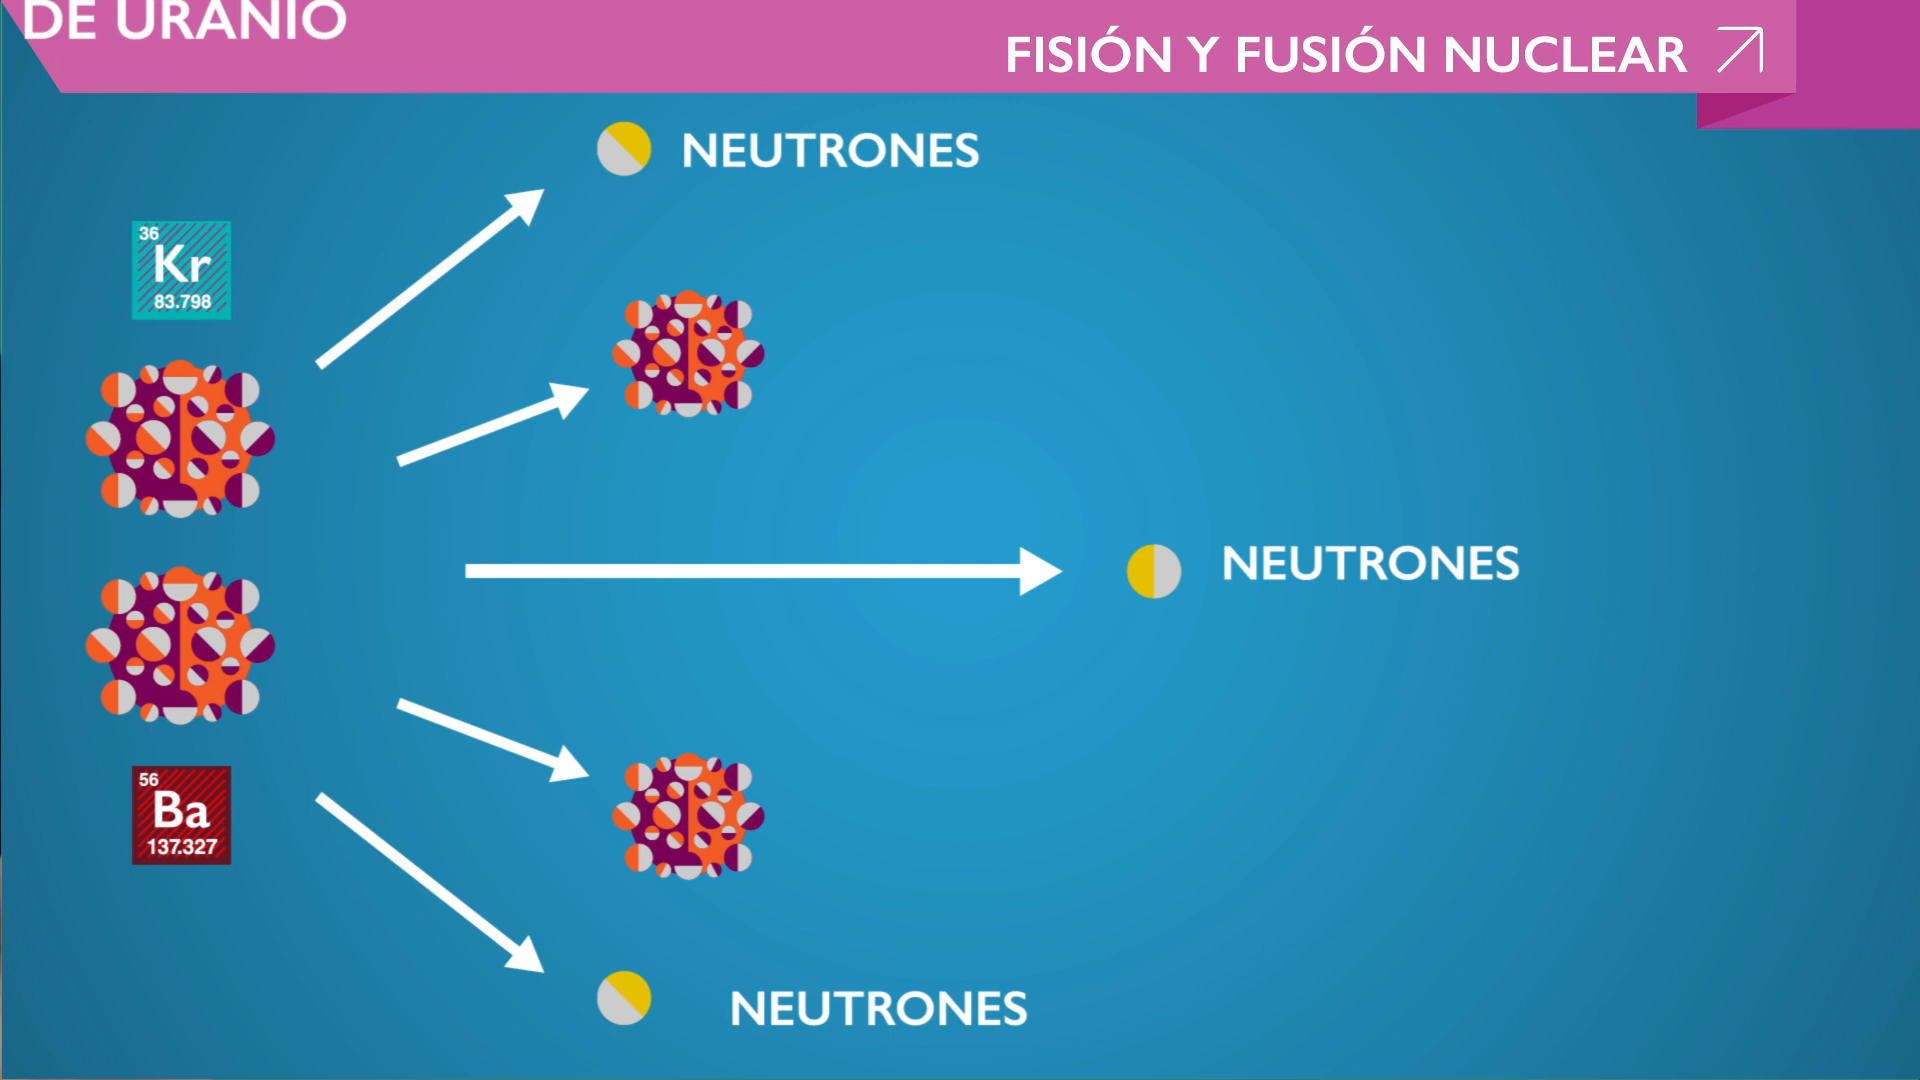 DE URANIO
FISIÓN Y FUSIÓN NUCLEAR
NEUTRONES
36
Kr
83.798
NEUTRONES
56
Ba
137.327
NEUTRONES